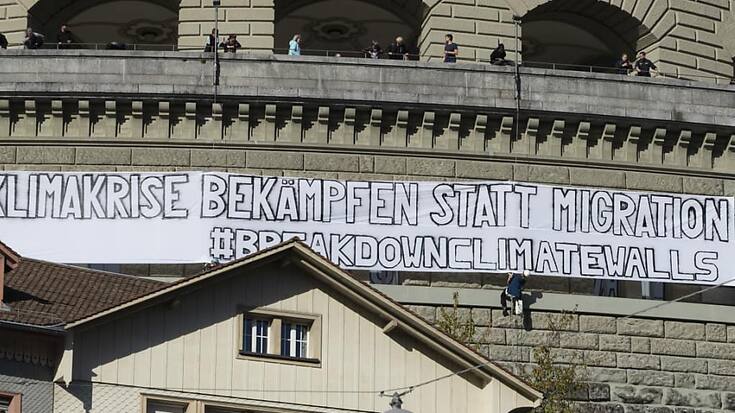 KLIMAKRISE BEKÄMPFEN STATT MIGRATION
#BREAKDOWNCLIMATEWALLS